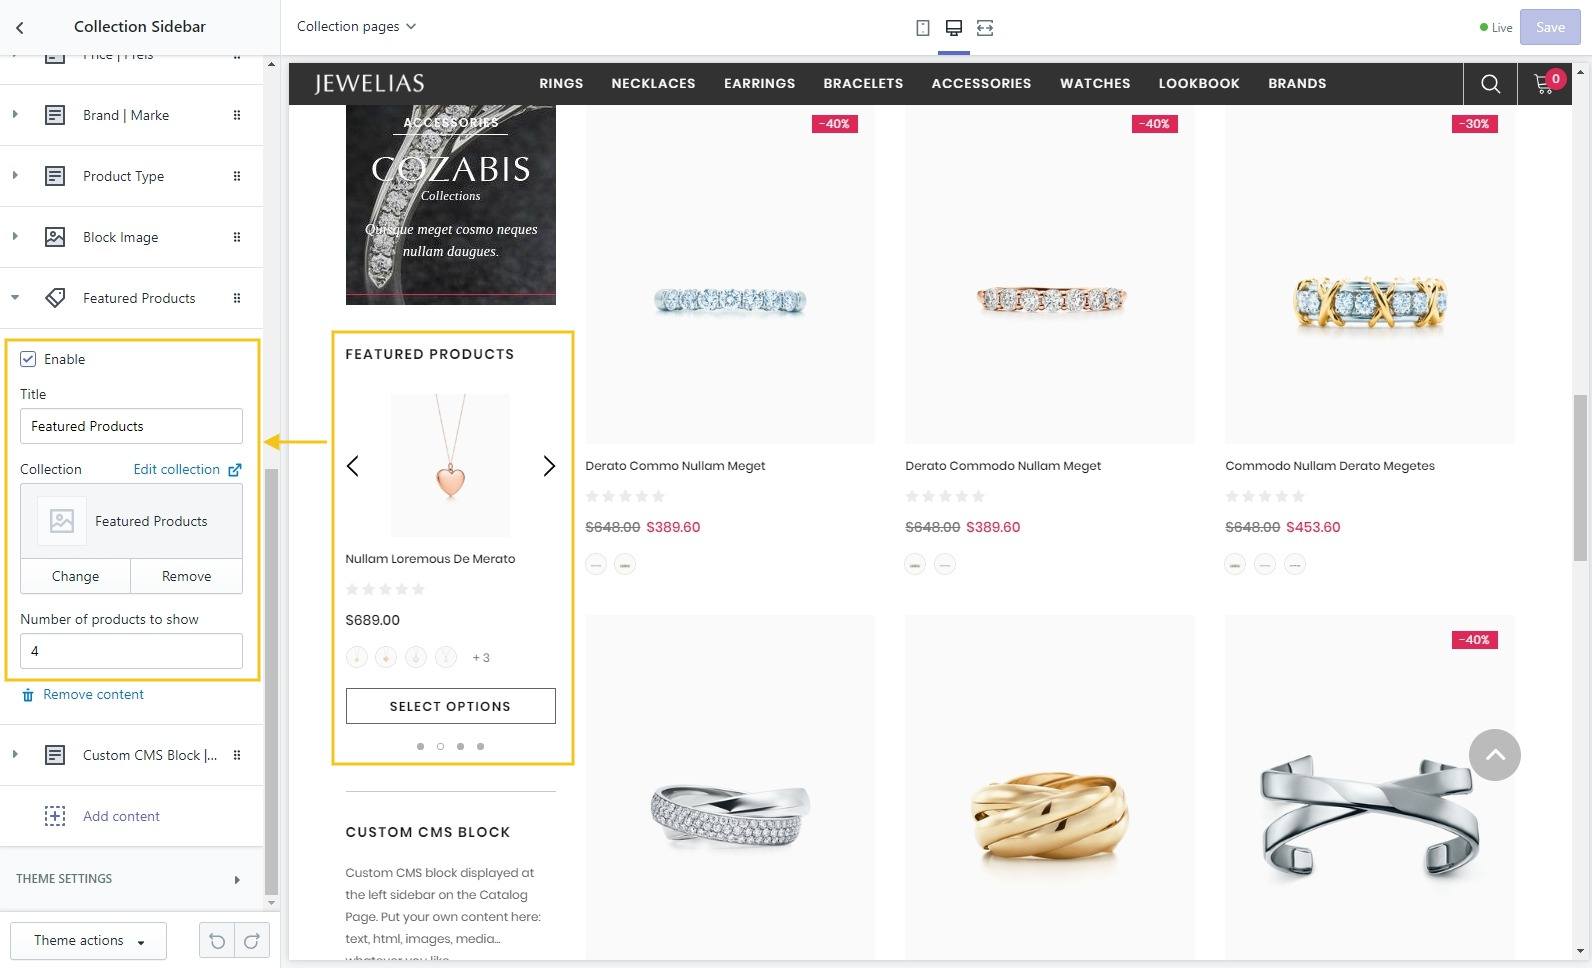 Collection Sidebar
Collection pages
Live
Save
Price | Preis
Brand | Marke
Product Type
Block Image
Featured Products
Enable
Title
Featured Products
Collection
Edit collection
Featured Products
Change
Remove
Number of products to show
4
Remove content
Custom CMS Block |...
Add content
THEME SETTINGS
Theme actions
JEWELIAS
RINGS
NECKLACES
EARRINGS
BRACELETS
ACCESSORIES
WATCHES
LOOKBOOK
BRANDS
0
ACCESSORIES
COZABIS
Collections
Quisque meget cosmo neques
nullam daugues.
FEATURED PRODUCTS
Nullam Loremous De Merato
$689.00
+ 3
SELECT OPTIONS
CUSTOM CMS BLOCK
Custom CMS block displayed at
the left sidebar on the Catalog
Page. Put your own content here:
text, html, images, media...
whatever you like.
-40%
-40%
-30%
Derato Commo Nullam Meget
$648.00 $389.60
Derato Commodo Nullam Meget
$648.00 $389.60
Commodo Nullam Derato Megetes
$648.00 $453.60
-40%